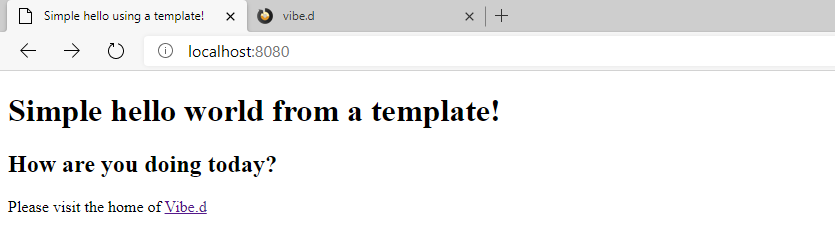 Simple hello using a template!
vibe.d
localhost:8080
Simple hello world from a template!
How are you doing today?
Please visit the home of Vibe.d